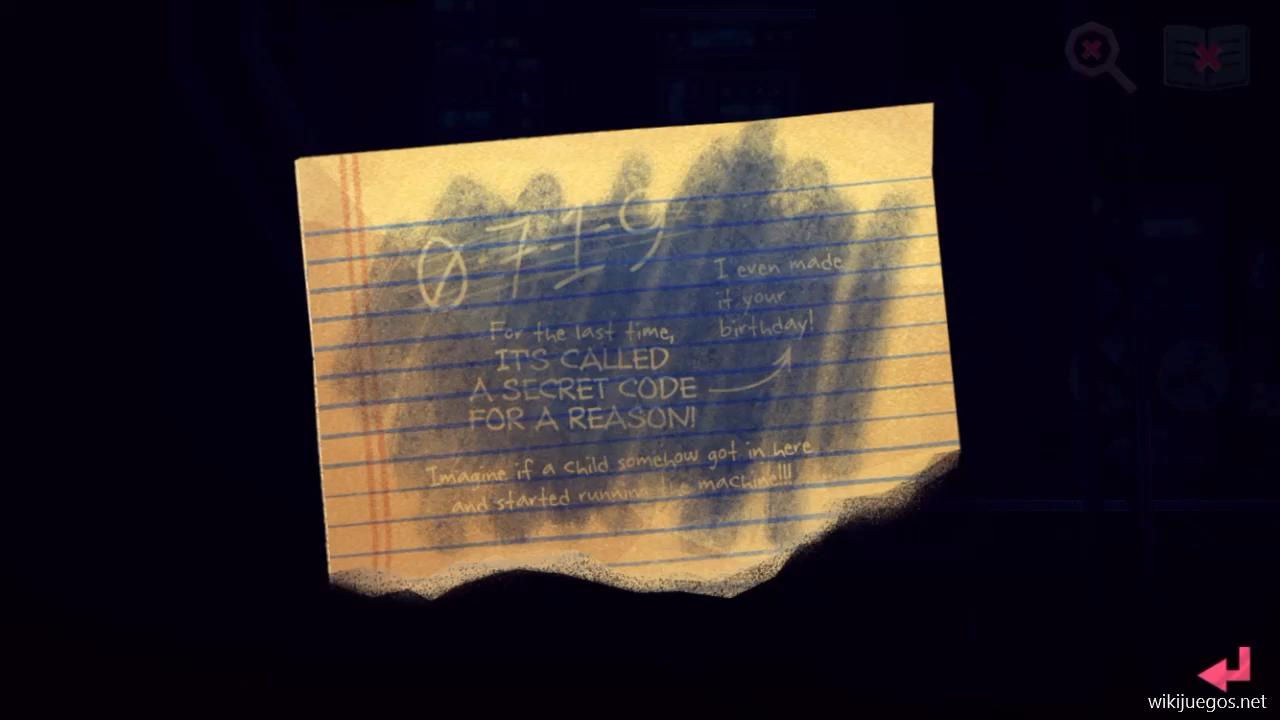 0-7-1-9
I even made
it your
birthday!
For the last time,
IT'S CALLED
A SECRET CODE
FOR A REASON!
Imagine if a child somehow got in here
and started running the machine!!!
wikijuegos.net